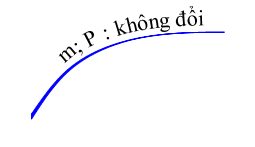 m; P : không đổi